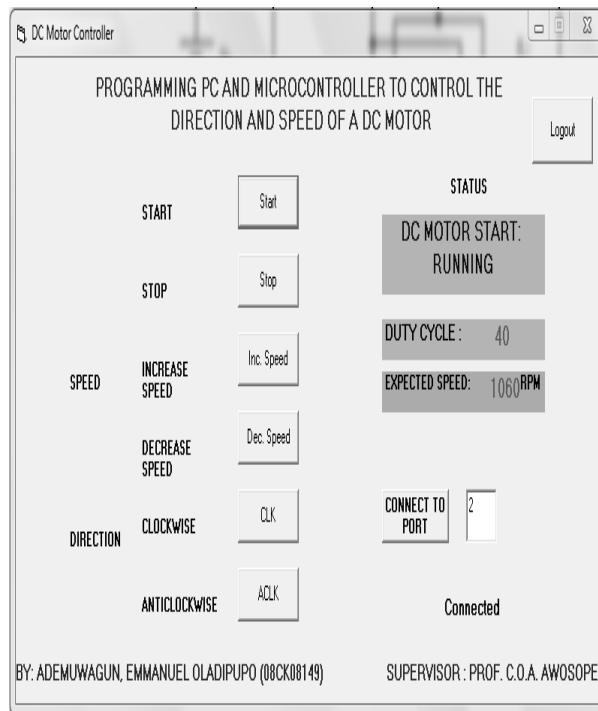 DC Motor Controller
PROGRAMMING PC AND MICROCONTROLLER TO CONTROL THE
DIRECTION AND SPEED OF A DC MOTOR
Logout
START
Start
STOP
Stop
SPEED
INCREASE
SPEED
Inc. Speed
DECREASE
SPEED
Dec. Speed
DIRECTION
CLOCKWISE
CLK
ANTICLOCKWISE
ACLK
STATUS
DC MOTOR START:
RUNNING
DUTY CYCLE : 40
EXPECTED SPEED: 1060 RPM
CONNECT TO
PORT
2
Connected
BY: ADEMUWAGUN, EMMANUEL OLADIPUPO (08CK08149)
SUPERVISOR : PROF. C.O.A. AWOSOPE